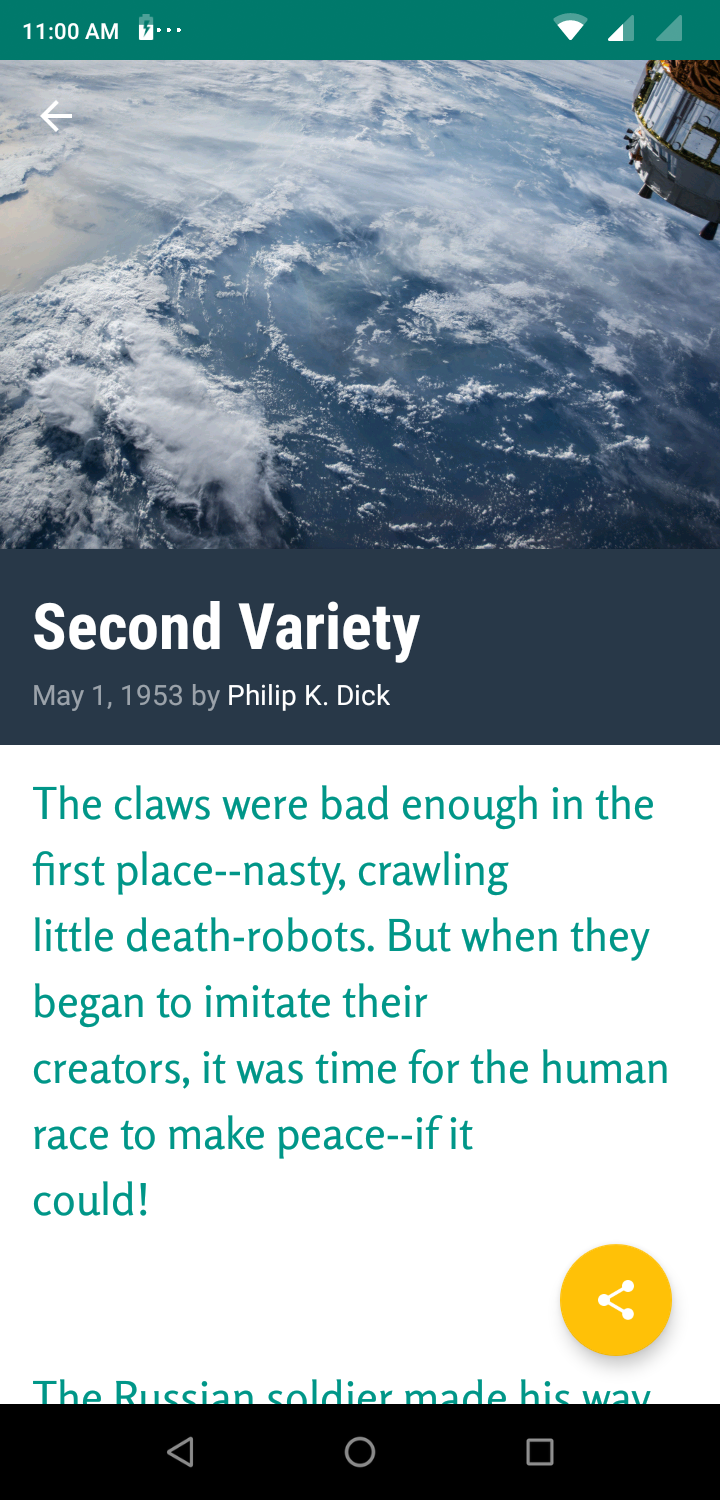 11:00 AM
Second Variety
May 1, 1953 by Philip K. Dick
The claws were bad enough in the
first place--nasty, crawling
little death-robots. But when they
began to imitate their
creators, it was time for the human
race to make peace--if it
could!
The Russian soldier made his way